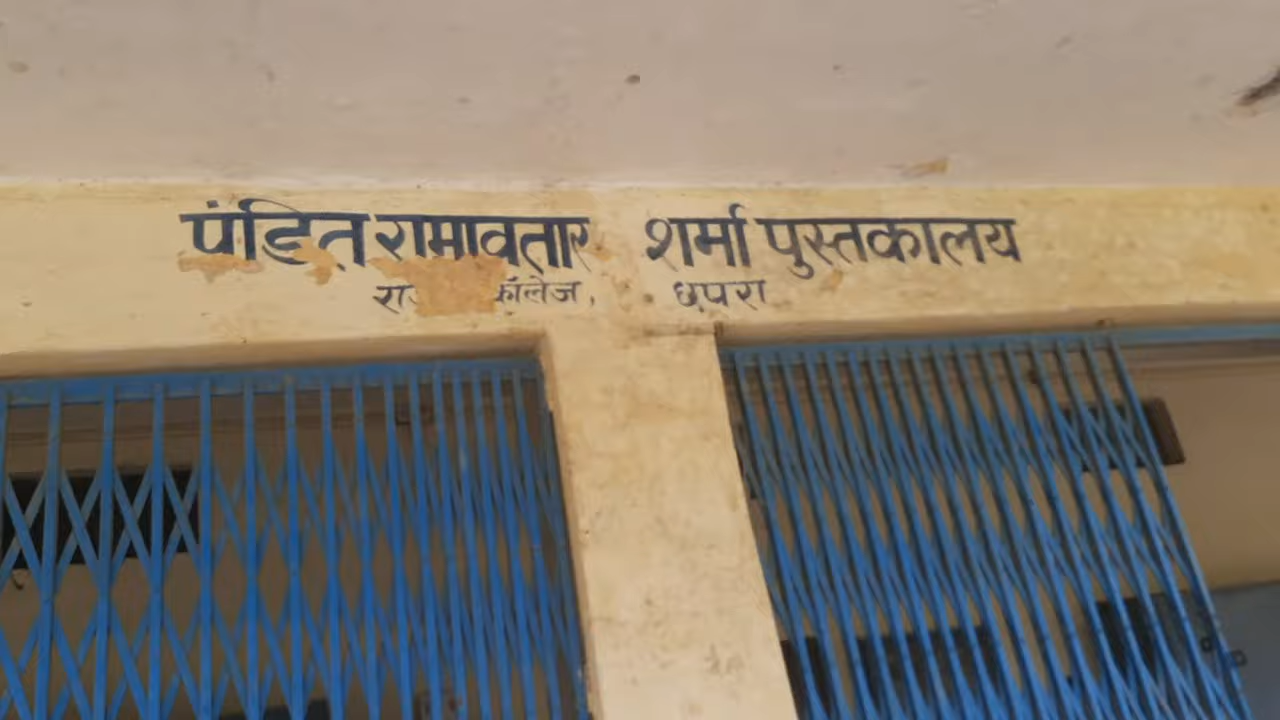 पंडित रामावतार शर्मा पुस्तकालय
कॉलेज, छपरा